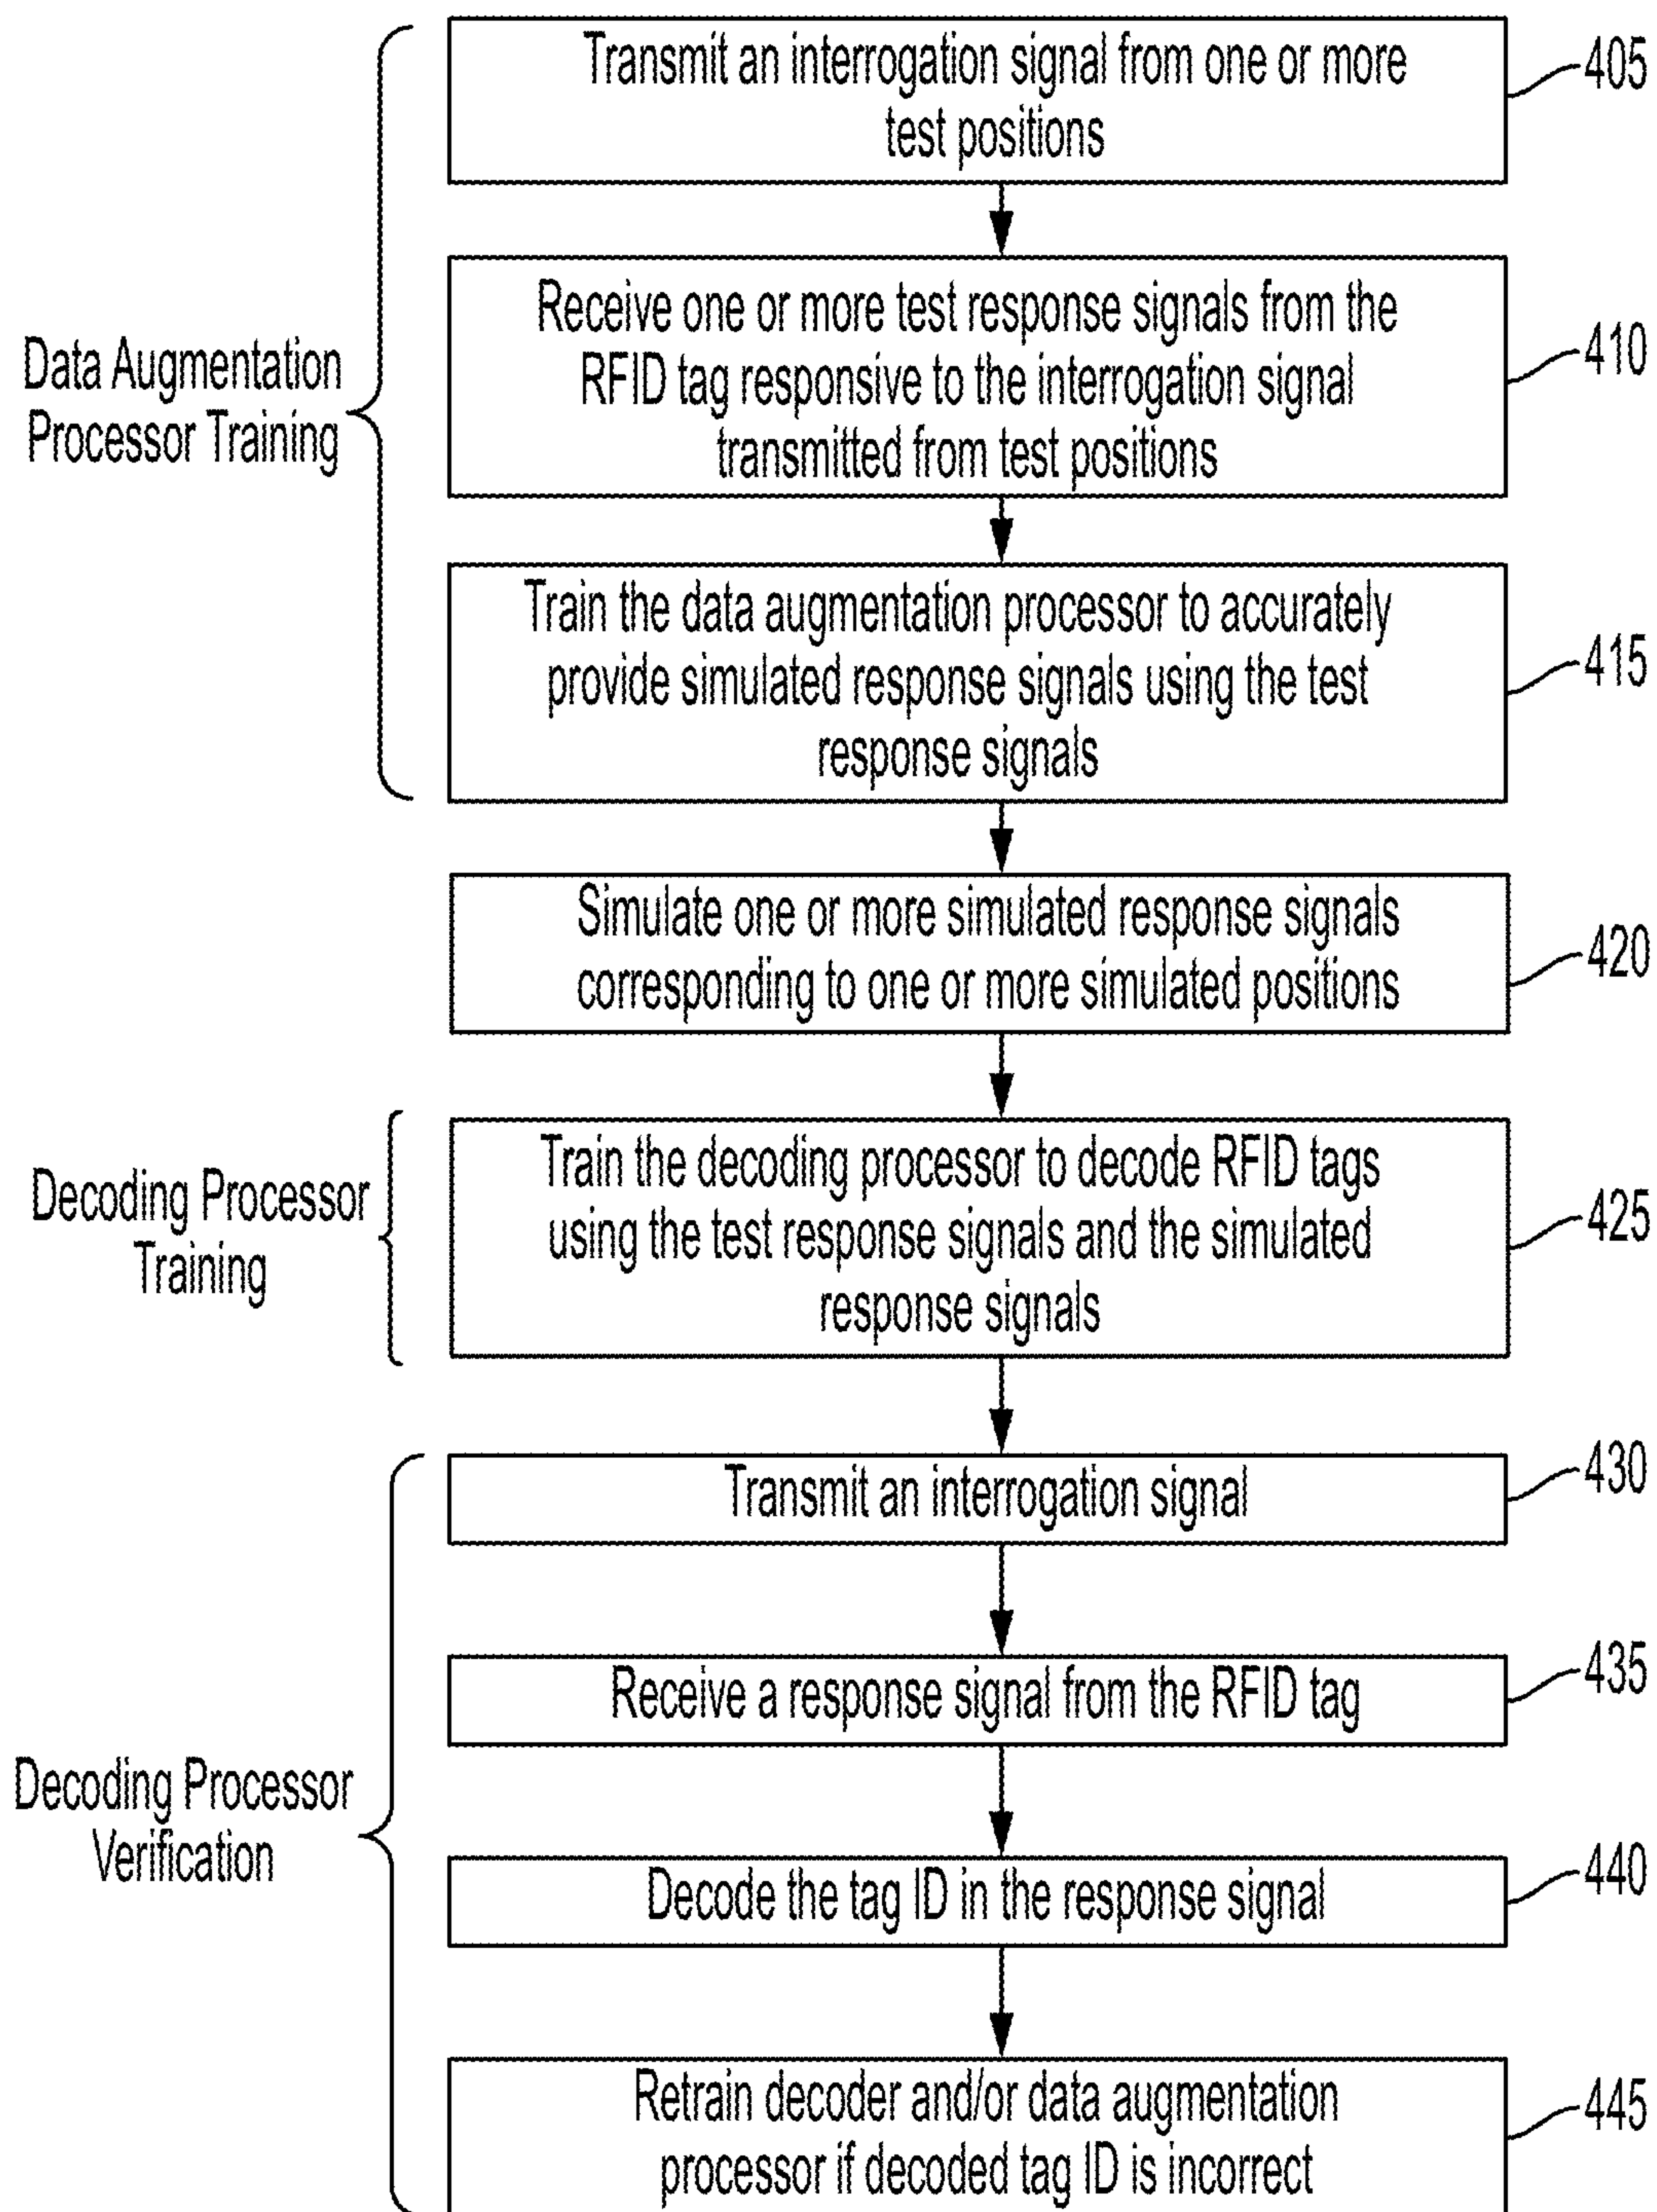 Transmit an interrogation signal from one or more
test positions
405
Data Augmentation
Processor Training
Receive one or more test response signals from the
RFID tag responsive to the interrogation signal
transmitted from test positions
410
Train the data augmentation processor to accurately
provide simulated response signals using the test
response signals
415
Simulate one or more simulated response signals
corresponding to one or more simulated positions
420
Decoding Processor
Training
Train the decoding processor to decode RFID tags
using the test response signals and the simulated
response signals
425
Decoding Processor
Verification
Transmit an interrogation signal
430
Receive a response signal from the RFID tag
435
Decode the tag ID in the response signal
440
Retrain decoder and/or data augmentation
processor if decoded tag ID is incorrect
445